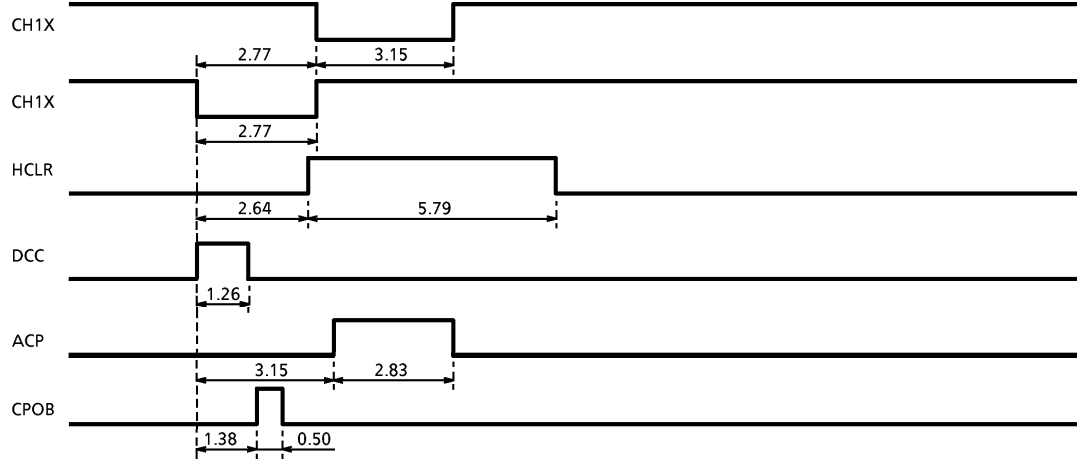 CH1X
2.77 3.15
CH1X
2.77
HCLR
2.64 5.79
DCC
1.26
ACP
3.15 2.83
CPOB
1.38 0.50